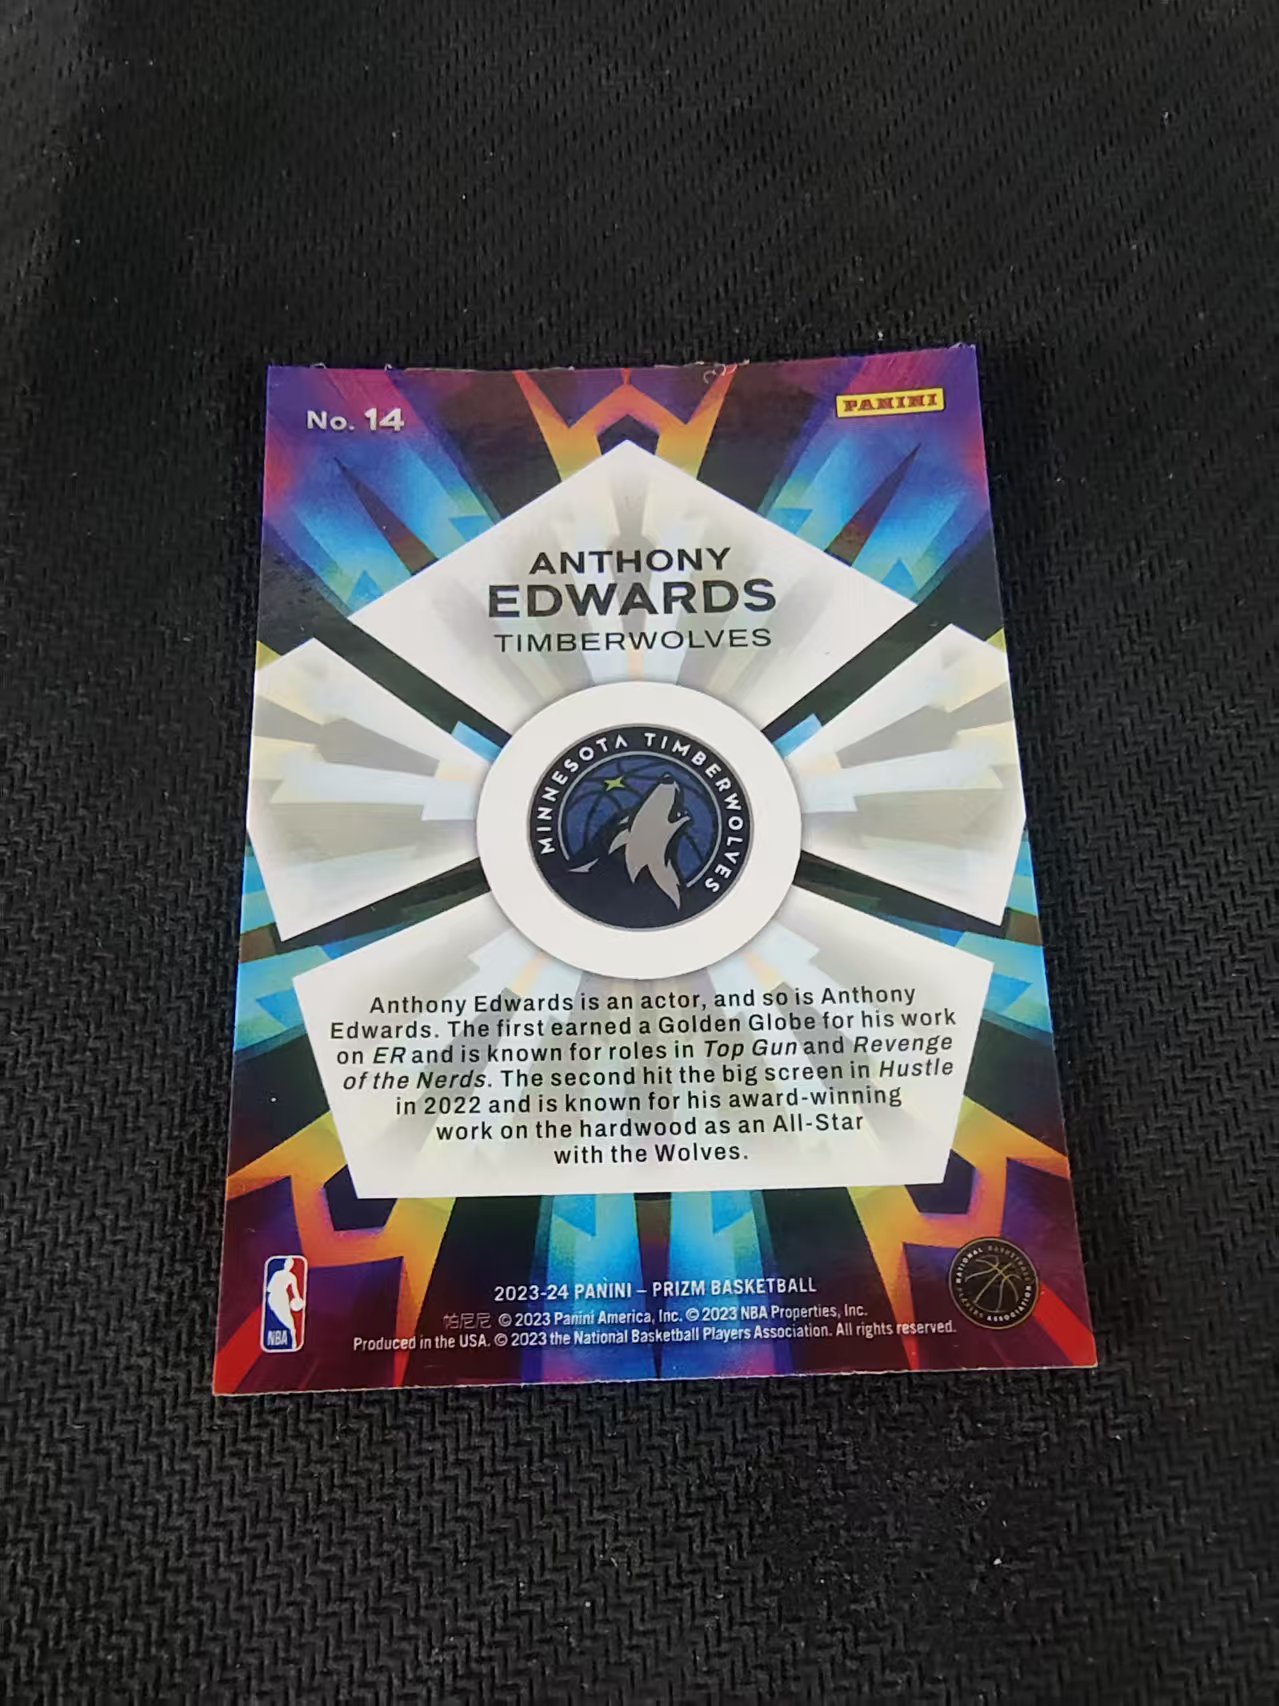 No. 14
PANINI
ANTHONY
EDWARDS
TIMBERWOLVES
MINNESOTA TIMBERWOLVES
Anthony Edwards is an actor, and so is Anthony
Edwards. The first earned a Golden Globe for his work
on ER and is known for roles in Top Gun and Revenge
of the Nerds. The second hit the big screen in Hustle
in 2022 and is known for his award-winning
work on the hardwood as an All-Star
with the Wolves.
NBA
NATIONAL BASKETBALL PLAYERS ASSOCIATION
2023-24 PANINI – PRIZM BASKETBALL
帕尼尼 © 2023 Panini America, Inc. © 2023 NBA Properties, Inc.
Produced in the USA. © 2023 the National Basketball Players Association. All rights reserved.